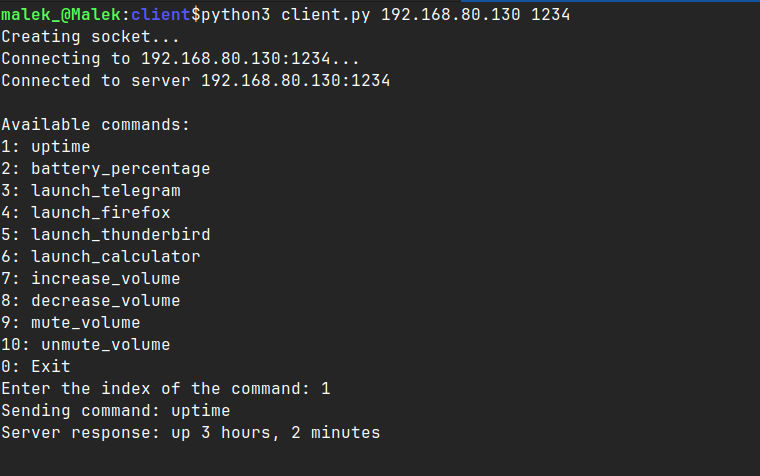 malek_@Malek:client$python3 client.py 192.168.80.130 1234
Creating socket...
Connecting to 192.168.80.130:1234...
Connected to server 192.168.80.130:1234
Available commands:
1: uptime
2: battery_percentage
3: launch_telegram
4: launch_firefox
5: launch_thunderbird
6: launch_calculator
7: increase_volume
8: decrease_volume
9: mute_volume
10: unmute_volume
0: Exit
Enter the index of the command: 1
Sending command: uptime
Server response: up 3 hours, 2 minutes